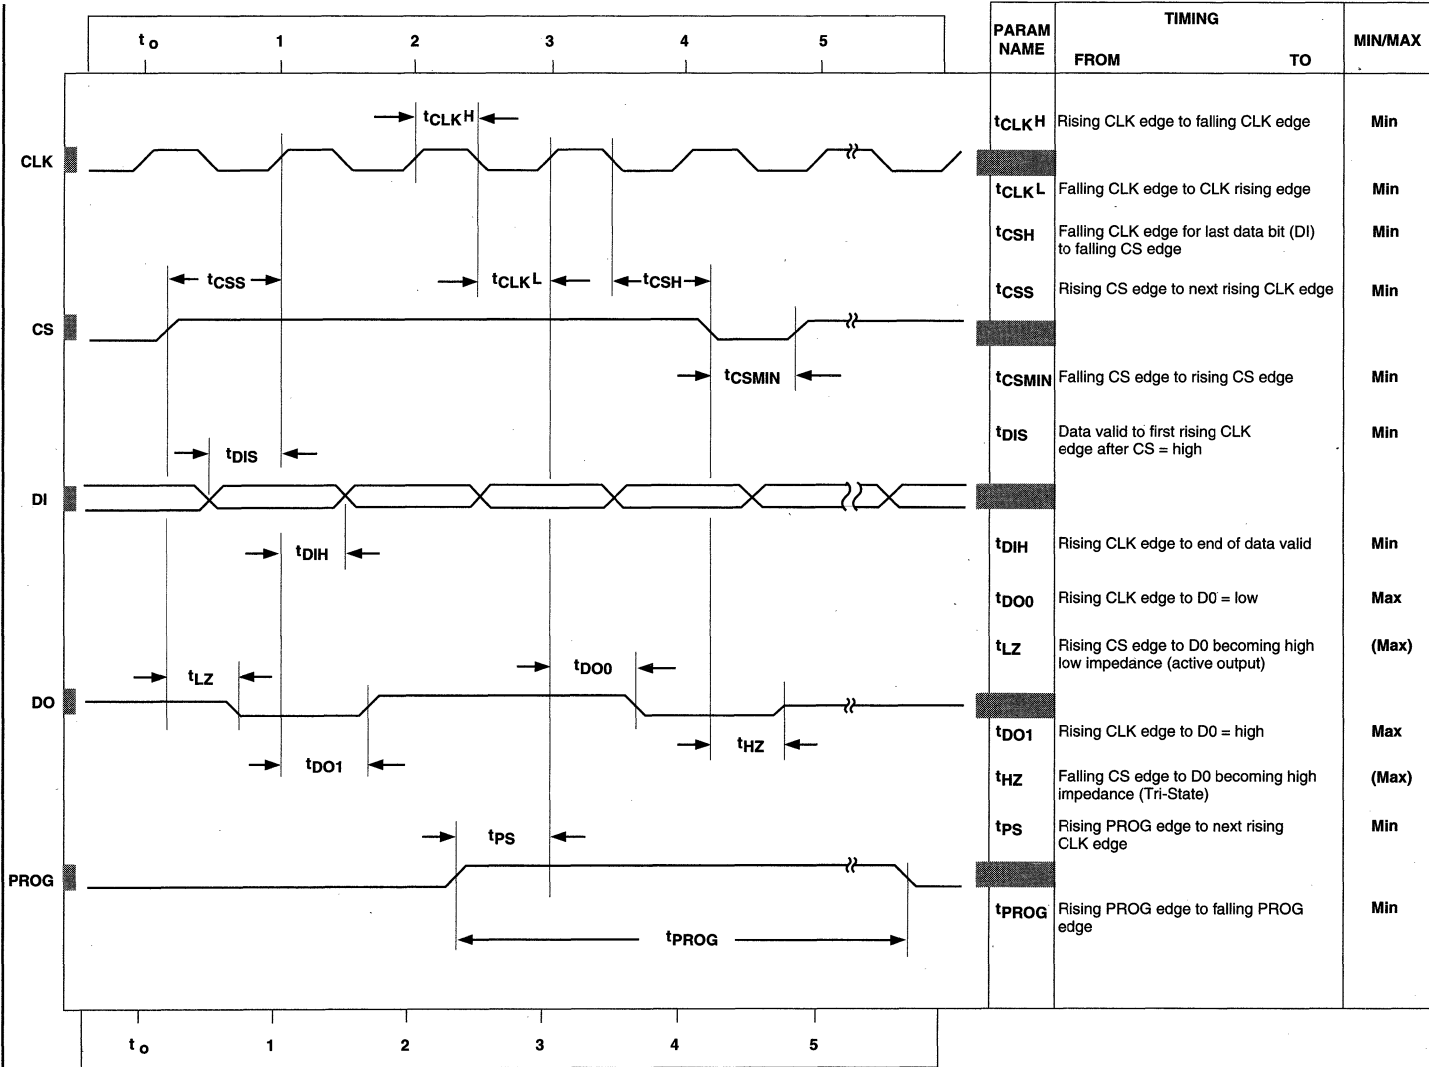 t o 1 2 3 4 5
PARAM NAME TIMING MIN/MAX
FROM TO
tCLKH
tCLKH Rising CLK edge to falling CLK edge Min
CLK
tCLKL Falling CLK edge to CLK rising edge Min
tCSH Falling CLK edge for last data bit (DI) Min
to falling CS edge
tCSS tCLKL tCSH
tCSS Rising CS edge to next rising CLK edge Min
CS
tCSMIN
tCSMIN Falling CS edge to rising CS edge Min
tDIS
tDIS Data valid to first rising CLK Min
edge after CS = high
DI
tDIH
tDIH Rising CLK edge to end of data valid Min
tDO0 Rising CLK edge to D0 = low Max
tLZ tDO0
tLZ Rising CS edge to D0 becoming high (Max)
low impedance (active output)
DO
tHZ
tDO1
tDO1 Rising CLK edge to D0 = high Max
tHZ Falling CS edge to D0 becoming high (Max)
impedance (Tri-State)
tPS
tPS Rising PROG edge to next rising Min
CLK edge
PROG
tPROG
tPROG Rising PROG edge to falling PROG Min
edge
t o 1 2 3 4 5